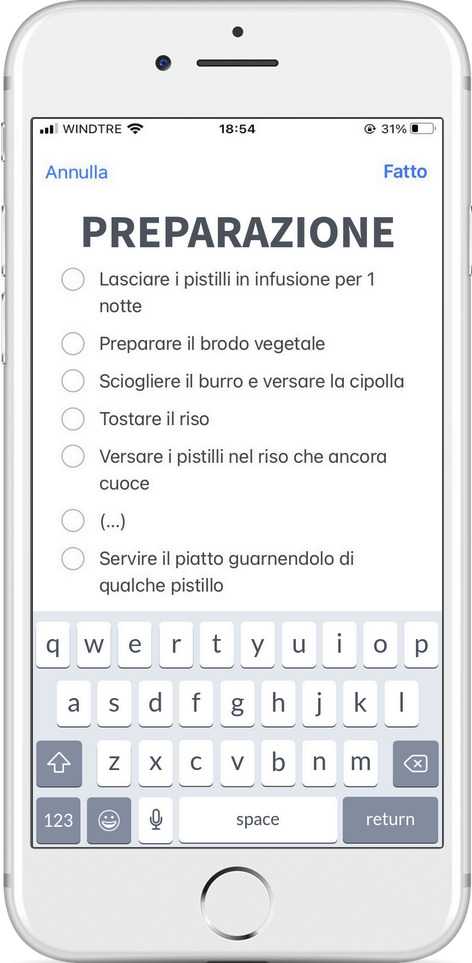 WINDTRE 18:54 31%
Annulla Fatto
PREPARAZIONE
Lasciare i pistilli in infusione per 1
notte
Preparare il brodo vegetale
Sciogliere il burro e versare la cipolla
Tostare il riso
Versare i pistilli nel riso che ancora
cuoce
(...)
Servire il piatto guarnendolo di
qualche pistillo
q w e r t y u i o p
a s d f g h j k l
z x c v b n m
123 space return